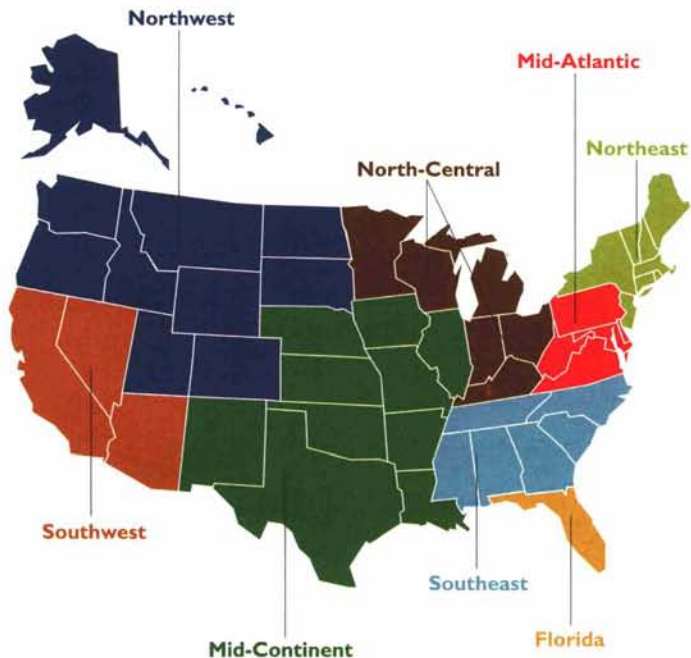 Northwest
Mid-Atlantic
Northeast
North-Central
Southwest
Southeast
Florida
Mid-Continent